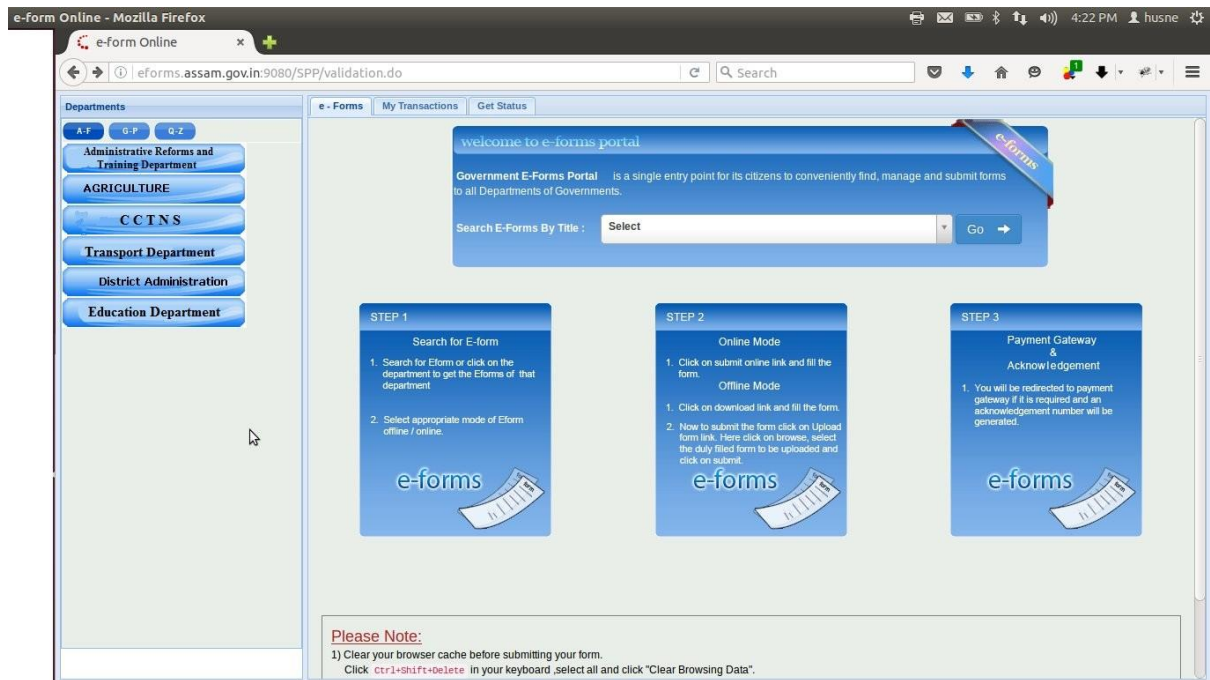 e-form Online - Mozilla Firefox
4:22 PM husne
e-form Online
eforms.assam.gov.in:9080/SPP/validation.do
Search
1
Departments
A-F G-P Q-Z
Administrative Reforms and
Training Department
AGRICULTURE
C C T N S
Transport Department
District Administration
Education Department
e - Forms My Transactions Get Status
welcome to e-forms portal
e-forms
Government E-Forms Portal is a single entry point for its citizens to conveniently find, manage and submit forms
to all Departments of Governments.
Search E-Forms By Title : Select Go
STEP 1
Search for E-form
1. Search for Eform or click on the
department to get the Eforms of that
department
2. Select appropriate mode of Eform
offline / online.
e-forms
form
STEP 2
Online Mode
1. Click on submit online link and fill the
form.
Offline Mode
1. Click on download link and fill the form.
2. Now to submit the form click on Upload
form link. Here click on browse, select
the duly filled form to be uploaded and
click on submit.
e-forms
form
STEP 3
Payment Gateway
&
Acknowledgement
1. You will be redirected to payment
gateway if it is required and an
acknowledgement number will be
generated.
e-forms
form
Please Note:
1) Clear your browser cache before submitting your form.
Click Ctrl+Shift+Delete in your keyboard ,select all and click "Clear Browsing Data".